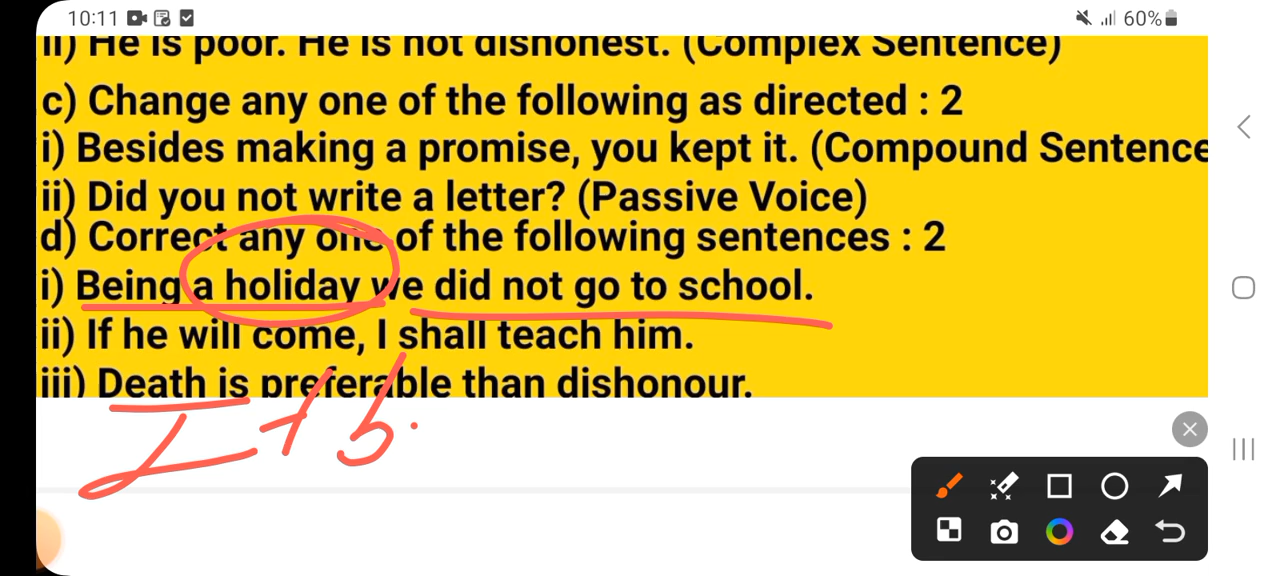 10:11 60%
ii) He is poor. He is not dishonest. (Complex Sentence)
c) Change any one of the following as directed : 2
i) Besides making a promise, you kept it. (Compound Sentence
ii) Did you not write a letter? (Passive Voice)
d) Correct any one of the following sentences : 2
i) Being a holiday we did not go to school.
ii) If he will come, I shall teach him.
iii) Death is preferable than dishonour.
It b